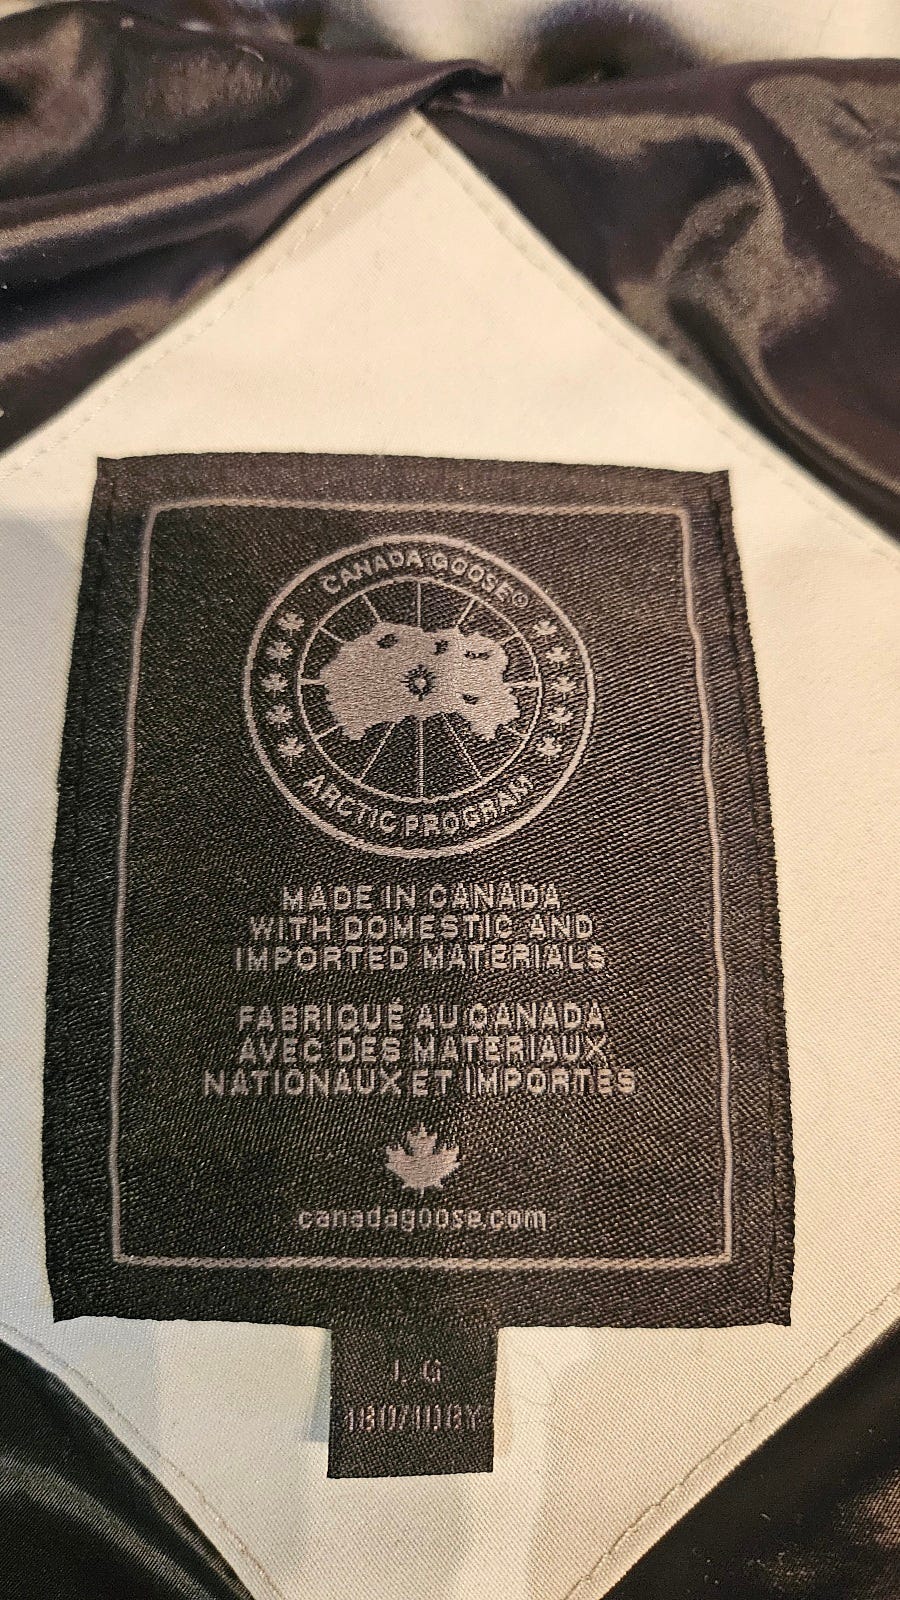 CANADA GOOSE®
ARCTIC PROGRAM
MADE IN CANADA
WITH DOMESTIC AND
IMPORTED MATERIALS
FABRIQUÉ AU CANADA
AVEC DES MATÉRIAUX
NATIONAUX ET IMPORTÉS
canadagoose.com
LG